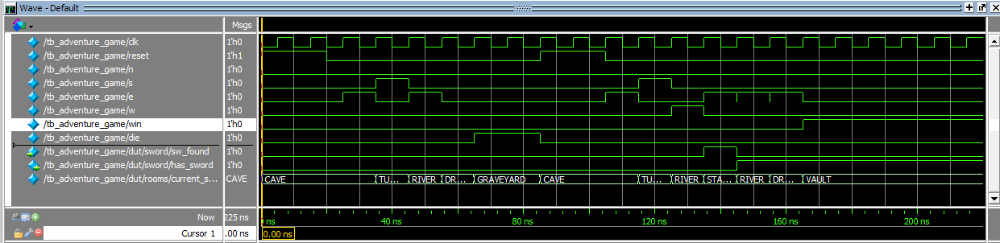 Wave - Default
Msgs
/tb_adventure_game/clk 1'h0
/tb_adventure_game/reset 1'h1
/tb_adventure_game/n 1'h0
/tb_adventure_game/s 1'h0
/tb_adventure_game/e 1'h0
/tb_adventure_game/w 1'h0
/tb_adventure_game/win 1'h0
/tb_adventure_game/die 1'h0
/tb_adventure_game/dut/sword/sw_found 1'h0
/tb_adventure_game/dut/sword/has_sword 1'h0
/tb_adventure_game/dut/rooms/current_s... CAVE CAVE TU... RIVER DR... GRAVEYARD CAVE TU... RIVER STA... RIVER DR... VAULT
Now 225 ns ns 40 ns 80 ns 120 ns 160 ns 200 ns
Cursor 1 .00 ns 0.00 ns